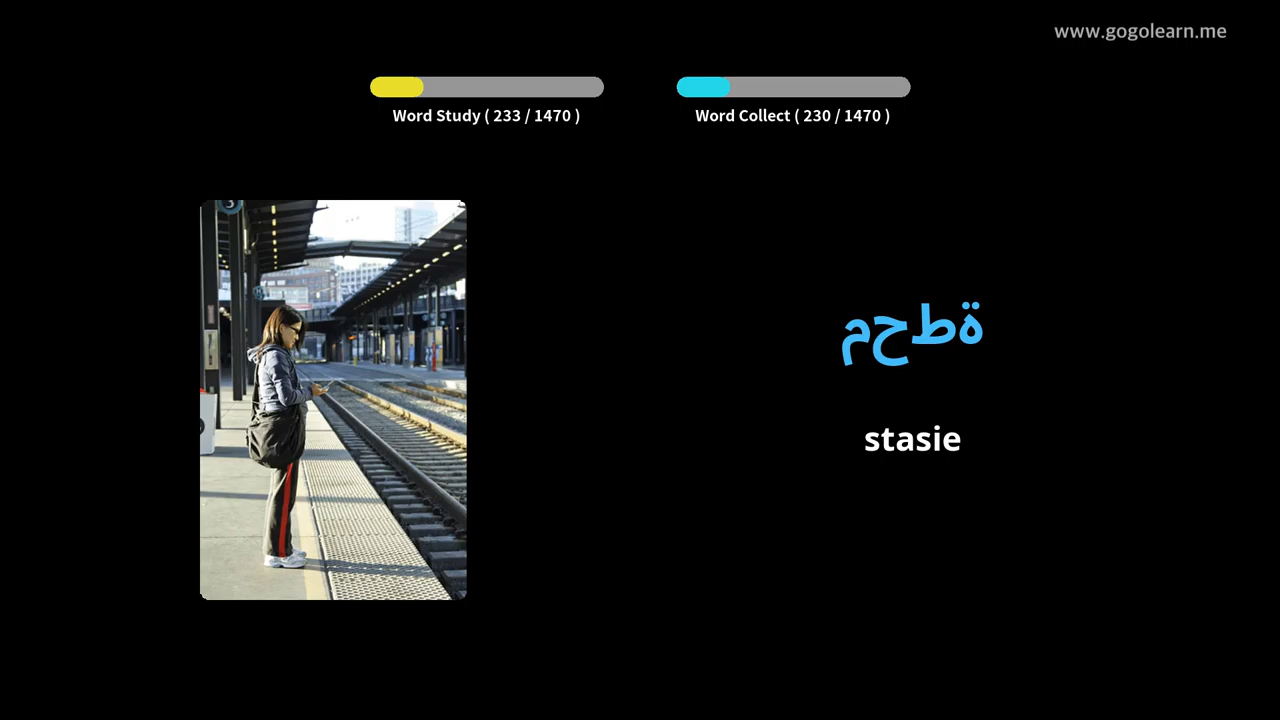 www.gogolearn.me
Word Study ( 233 / 1470 )
Word Collect ( 230 / 1470 )
محطة
stasie